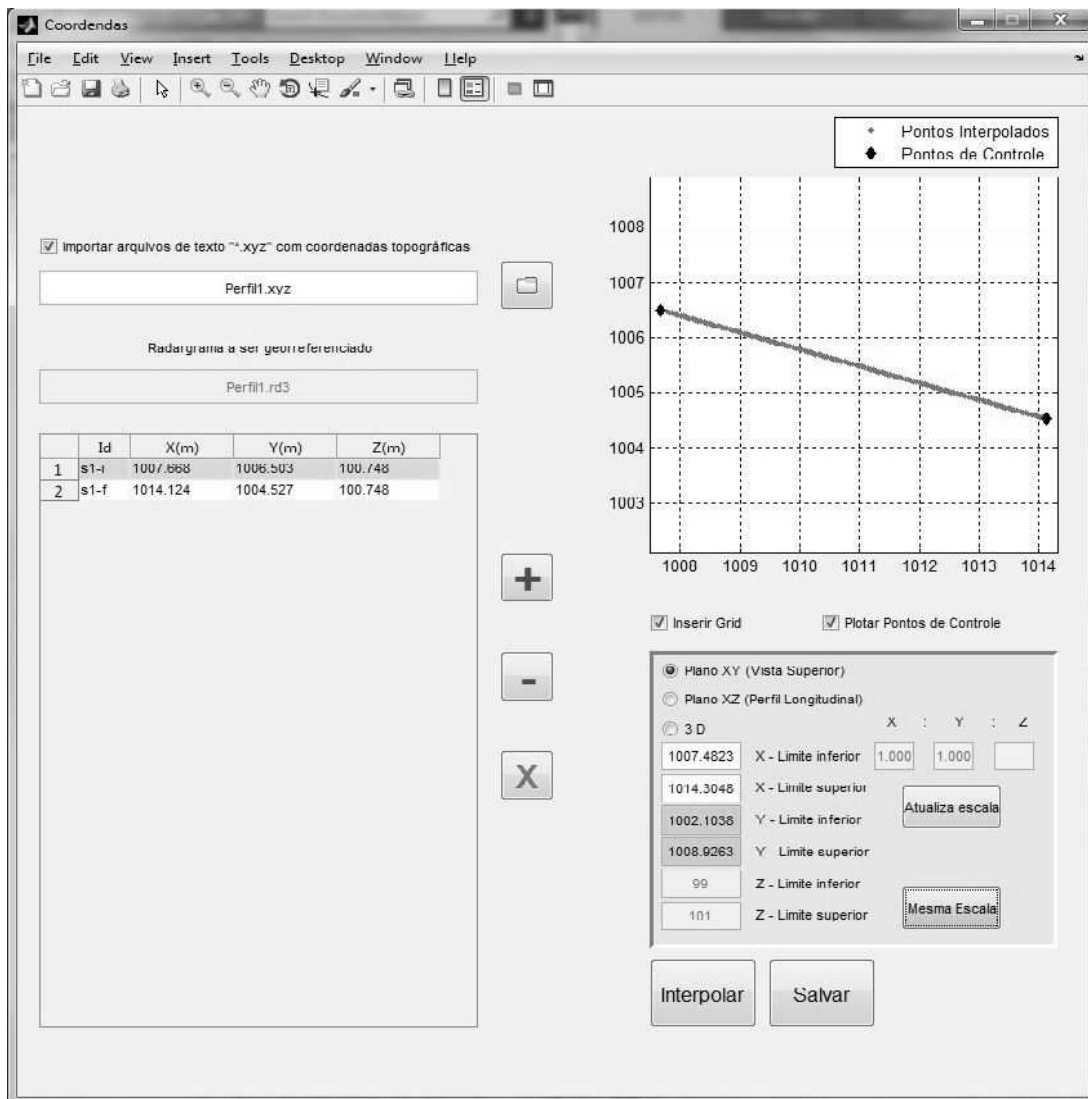 Coordendas
File Edit View Insert Tools Desktop Window Help
Pontos Interpolados
Pontos de Controle
Importar arquivos de texto "*.xyz" com coordenadas topográficas
Perfil1.xyz
Radargrama a ser georreferenciado
Perfil1.rd3
Id X(m) Y(m) Z(m)
1 s1-i 1007.668 1006.503 100.748
2 s1-f 1014.124 1004.527 100.748
+
-
X
1008
1007
1006
1005
1004
1003
1008 1009 1010 1011 1012 1013 1014
Inserir Grid Plotar Pontos de Controle
Plano XY (Vista Superior)
Plano XZ (Perfil Longitudinal)
3 D
X : Y : Z
1007.4823 X - Limite inferior 1.000 1.000
1014.3048 X - Limite superior
Atualiza escala
1002.1038 Y - Limite inferior
1008.9263 Y Limite superior
99 Z - Limite inferior
101 Z - Limite superior
Mesma Escala
Interpolar Salvar